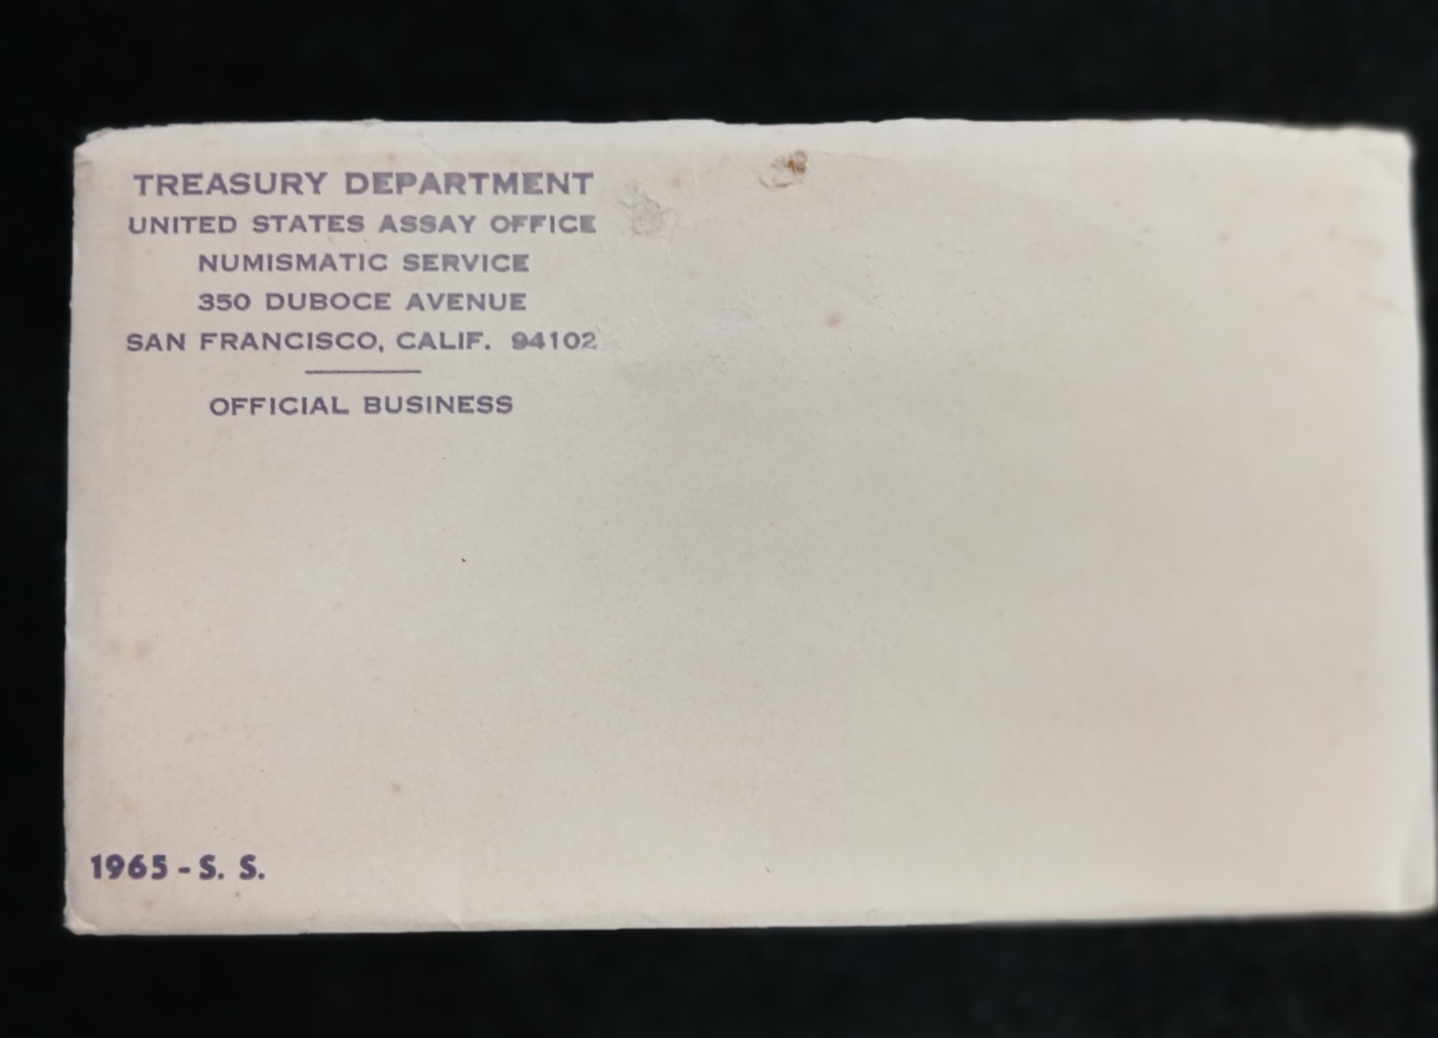 TREASURY DEPARTMENT
UNITED STATES ASSAY OFFICE
NUMISMATIC SERVICE
350 DUBOCE AVENUE
SAN FRANCISCO, CALIF. 94102
OFFICIAL BUSINESS
1965 - S. S.